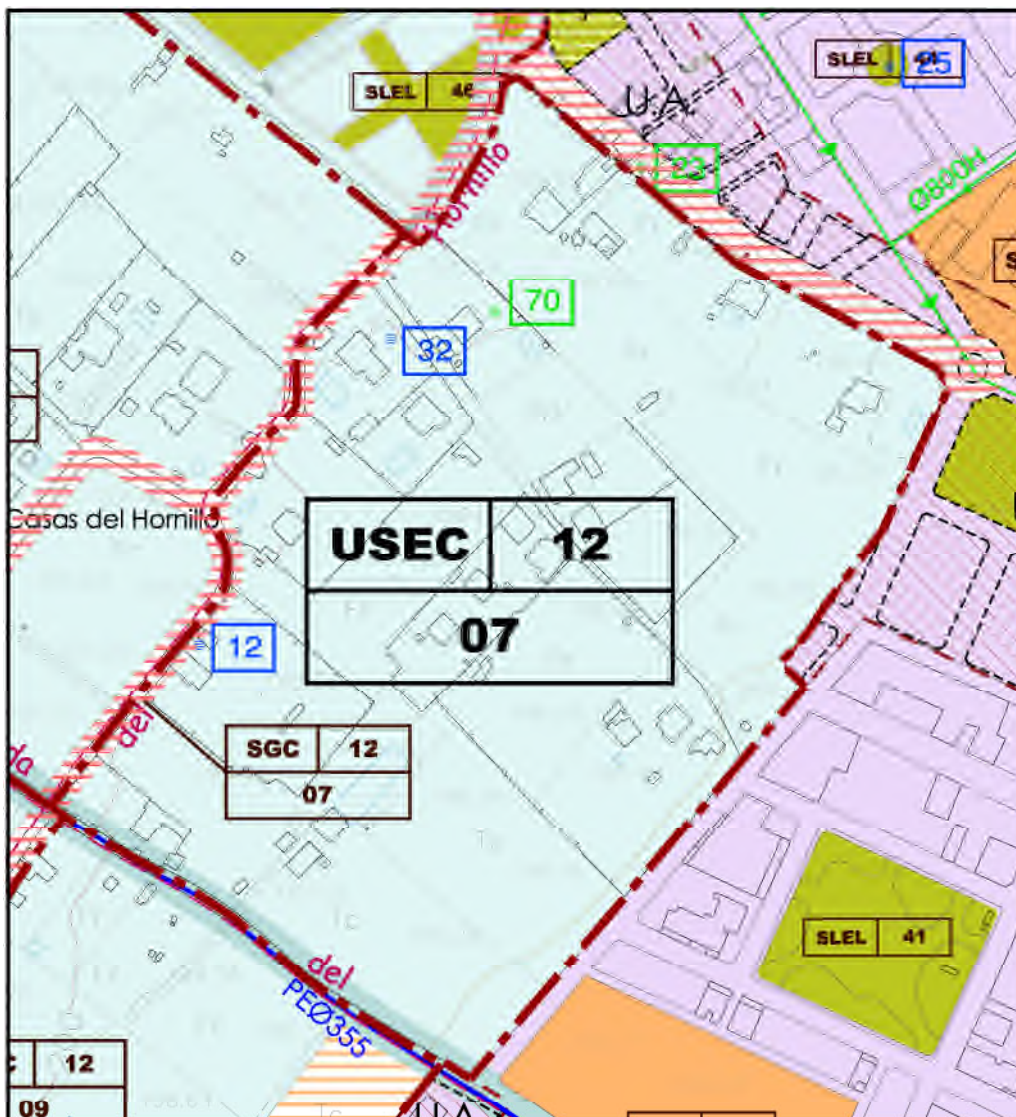 SLEL 46
SLEL
25
U.A
23
Ø800H
Hornillo
S
70
32
Casas del Hornillo
USEC 12
07
12
del
SGC 12
07
da
SLEL 41
del
PEØ355
C 12
09
U.A